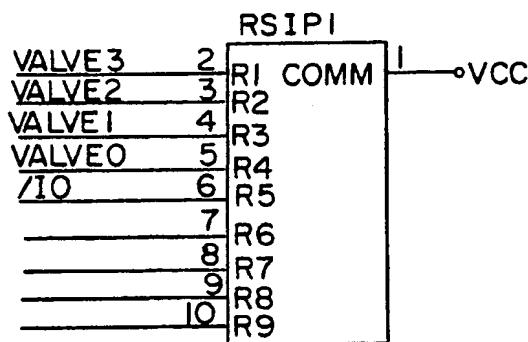 RSIP1
VALVE3 2 R1 COMM 1 VCC
VALVE2 3 R2
VALVE1 4 R3
VALVE0 5 R4
/IO 6 R5
7 R6
8 R7
9 R8
10 R9